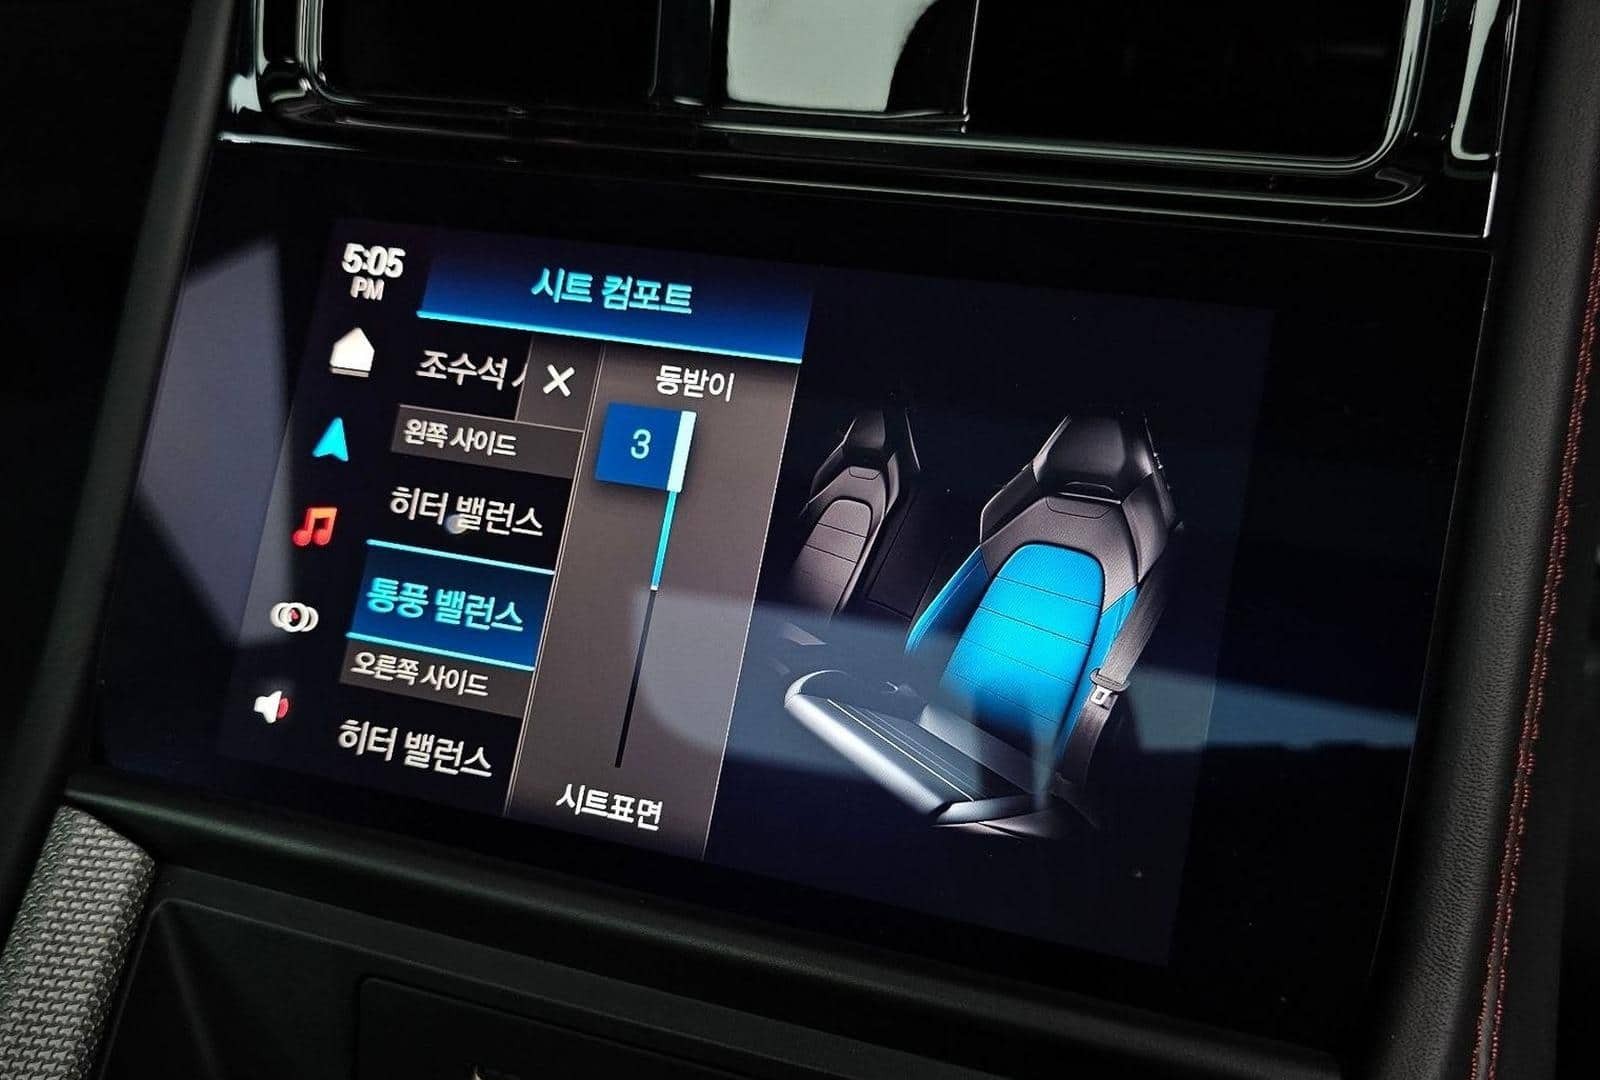 5:05
PM
시트 컴포트
조수석
등받이
왼쪽 사이드
3
히터 밸런스
통풍 밸런스
오른쪽 사이드
히터 밸런스
시트표면